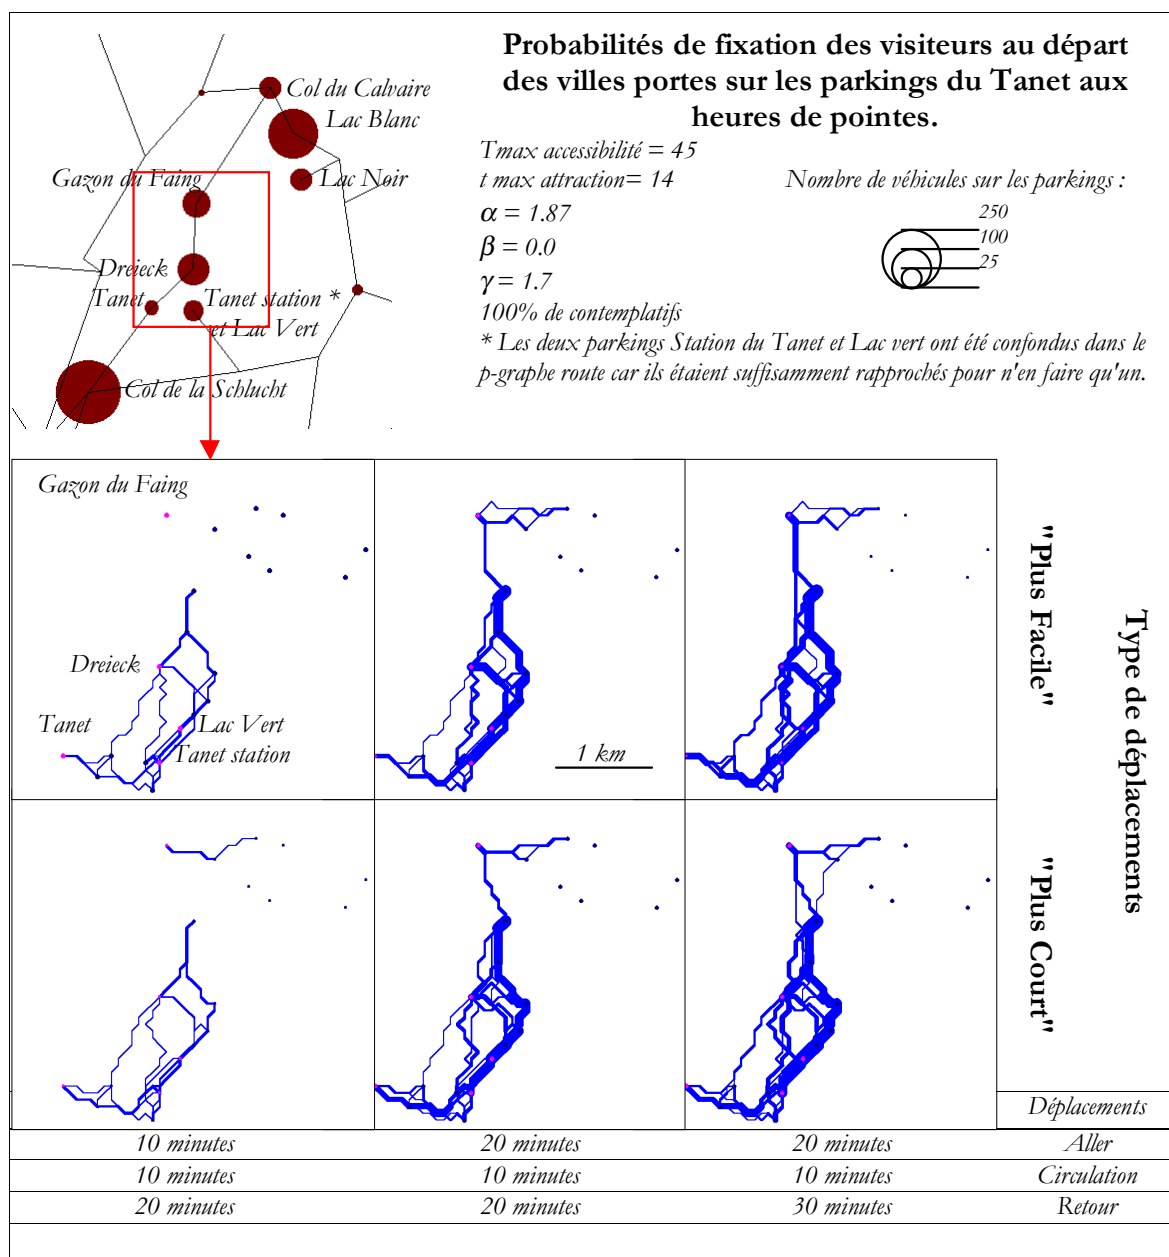 Probabilités de fixation des visiteurs au départ
des villes portes sur les parkings du Tanet aux
heures de pointes.
Col du Calvaire
Lac Blanc
Lac Noir
Gazon du Faing
Dreieck
Tanet
Tanet station *
et Lac Vert
Col de la Schlucht
Tmax accessibilité = 45
t max attraction= 14
α = 1.87
β = 0.0
γ = 1.7
100% de contemplatifs
Nombre de véhicules sur les parkings :
250
100
25
* Les deux parkings Station du Tanet et Lac vert ont été confondus dans le
p-graphe route car ils étaient suffisamment rapprochés pour n'en faire qu'un.
Gazon du Faing
Dreieck
Tanet
Lac Vert
Tanet station
1 km
"Plus Facile"
"Plus Court"
Type de déplacements
Déplacements
10 minutes 20 minutes 20 minutes Aller
10 minutes 10 minutes 10 minutes Circulation
20 minutes 20 minutes 30 minutes Retour